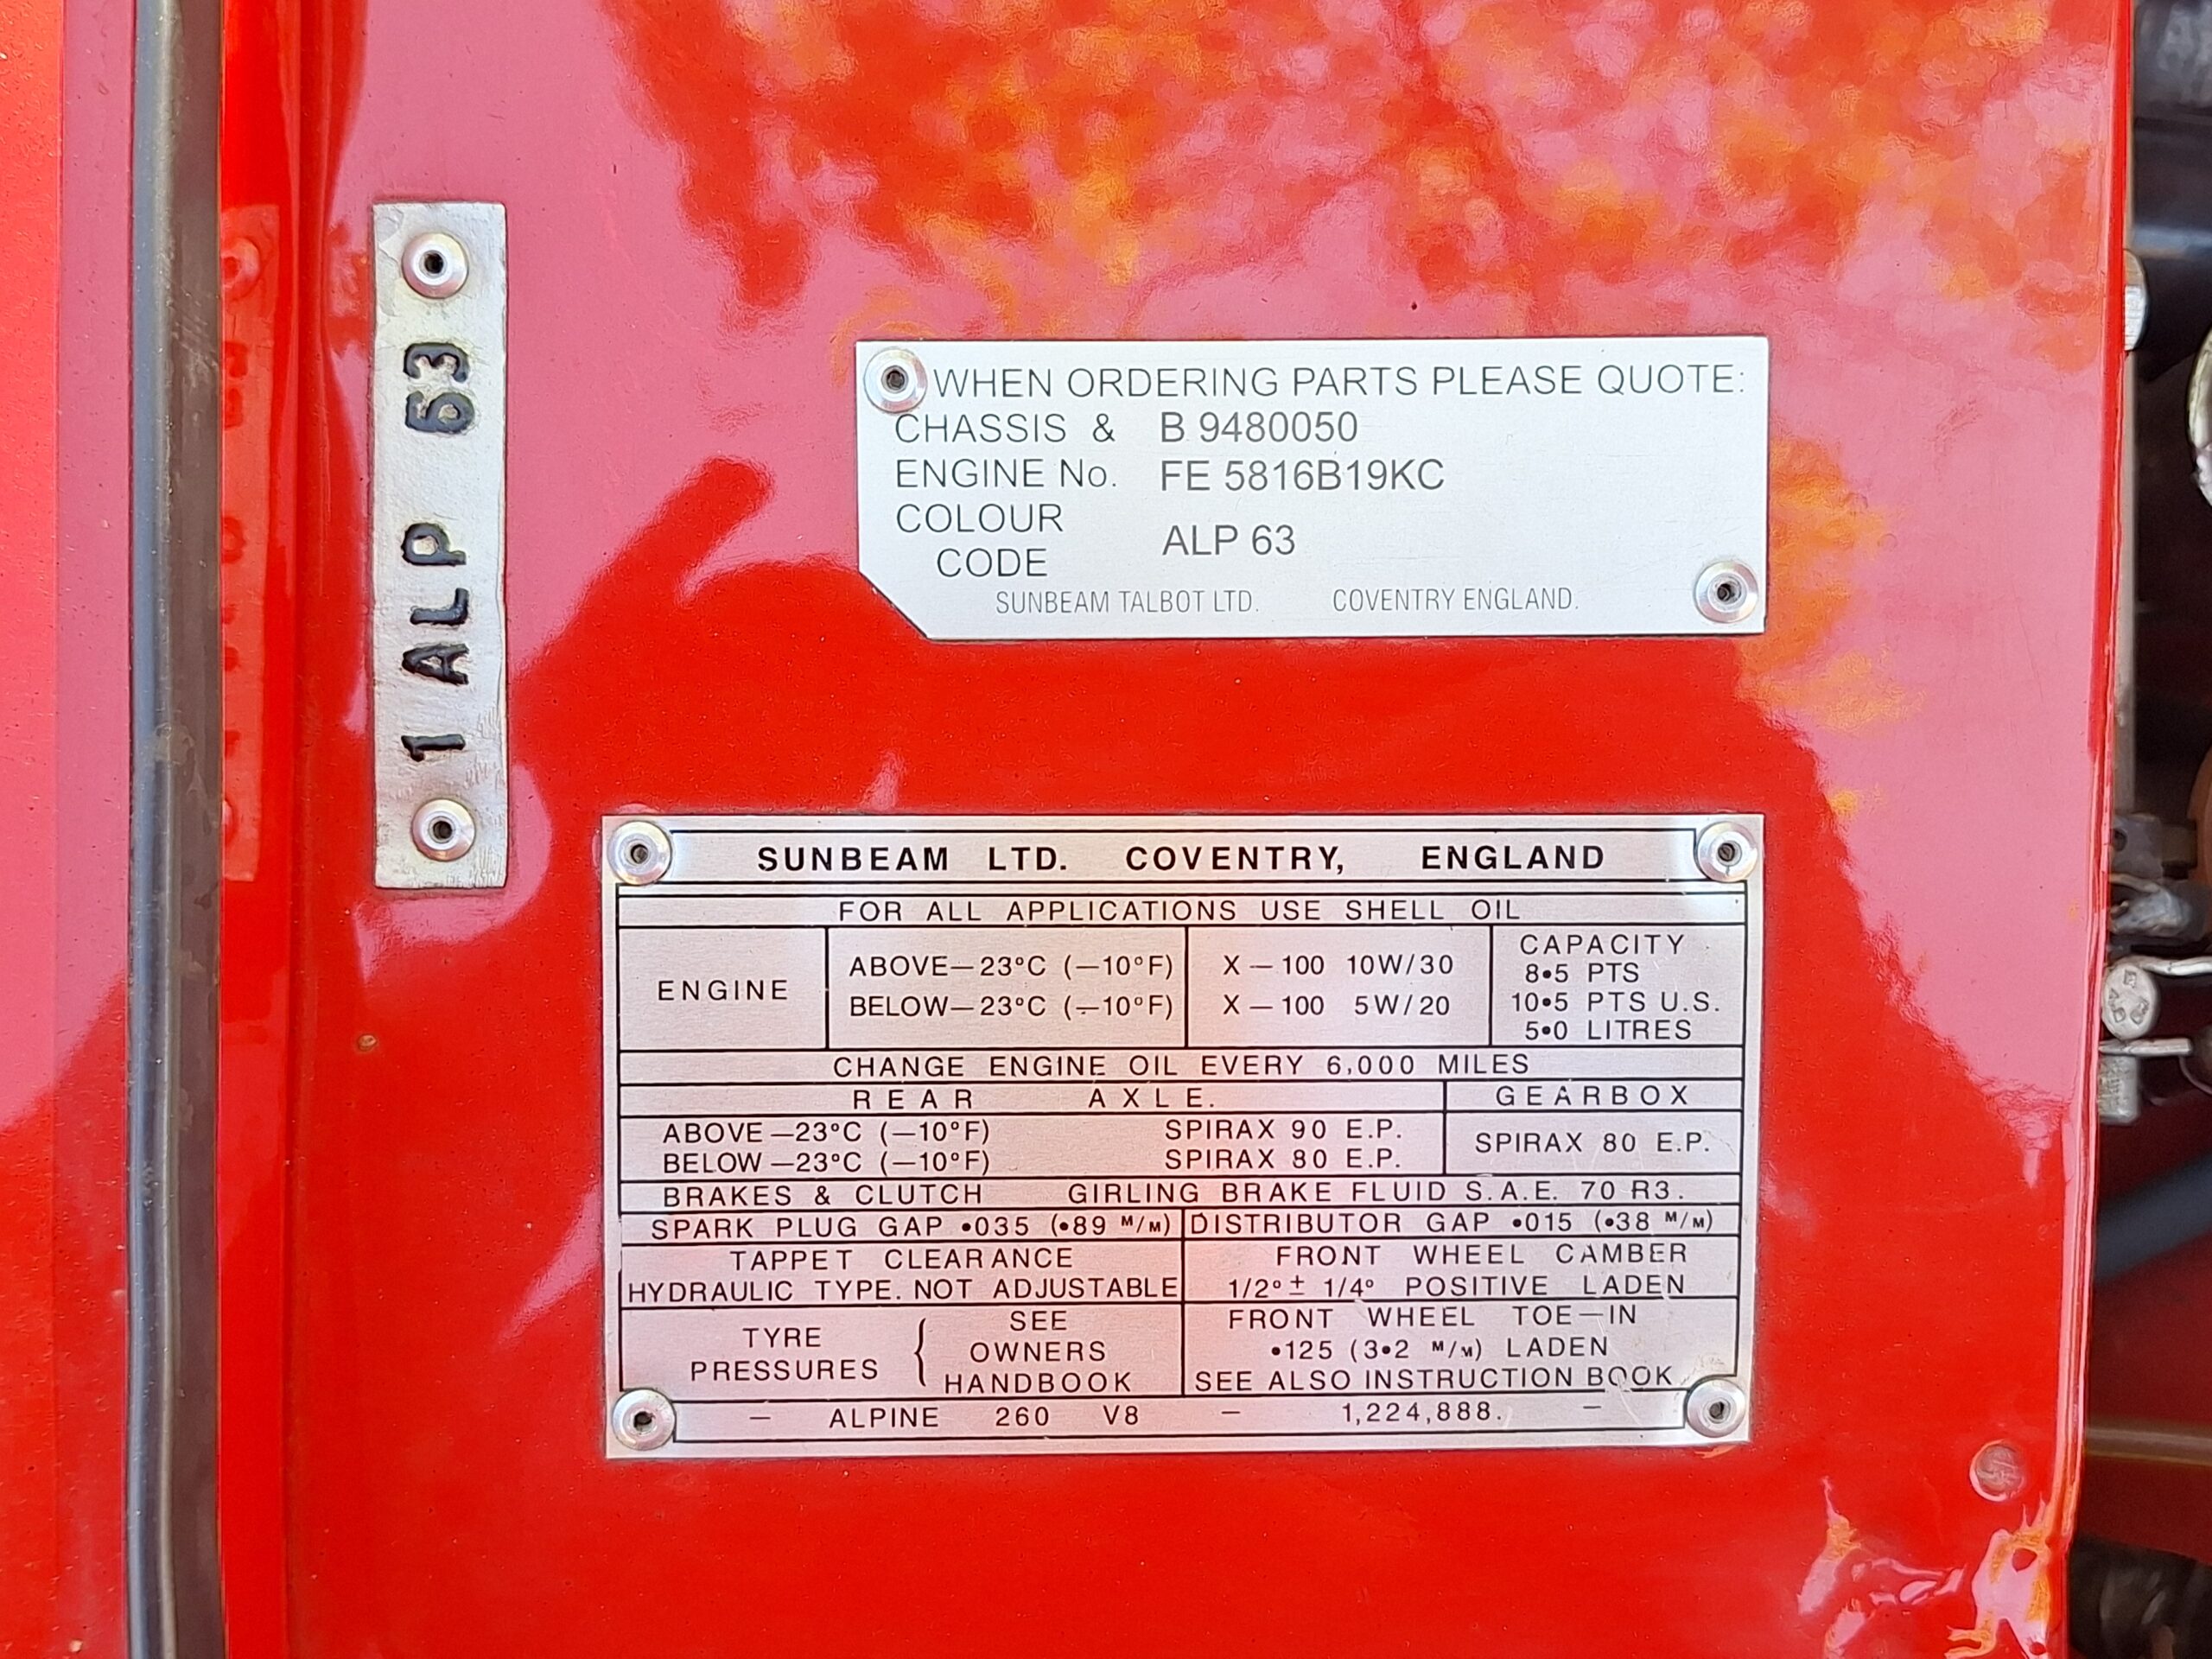 1 ALP 63
WHEN ORDERING PARTS PLEASE QUOTE:
CHASSIS & B 9480050
ENGINE No. FE 5816B19KC
COLOUR
CODE ALP 63
SUNBEAM TALBOT LTD. COVENTRY ENGLAND.
SUNBEAM LTD. COVENTRY, ENGLAND
FOR ALL APPLICATIONS USE SHELL OIL
ENGINE
ABOVE—23°C (—10°F) X—100 10W/30
BELOW—23°C (—10°F) X—100 5W/20
CAPACITY
8•5 PTS
10•5 PTS U.S.
5•0 LITRES
CHANGE ENGINE OIL EVERY 6,000 MILES
REAR AXLE. GEARBOX
ABOVE—23°C (—10°F) SPIRAX 90 E.P.
BELOW—23°C (—10°F) SPIRAX 80 E.P.
SPIRAX 80 E.P.
BRAKES & CLUTCH GIRLING BRAKE FLUID S.A.E. 70 R3.
SPARK PLUG GAP •035 (•89 M/M) DISTRIBUTOR GAP •015 (•38 M/M)
TAPPET CLEARANCE
HYDRAULIC TYPE. NOT ADJUSTABLE
FRONT WHEEL CAMBER
1/2°± 1/4° POSITIVE LADEN
TYRE
PRESSURES
SEE
OWNERS
HANDBOOK
FRONT WHEEL TOE—IN
•125 (3•2 M/M) LADEN
SEE ALSO INSTRUCTION BOOK
— ALPINE 260 V8 — 1,224,888. —